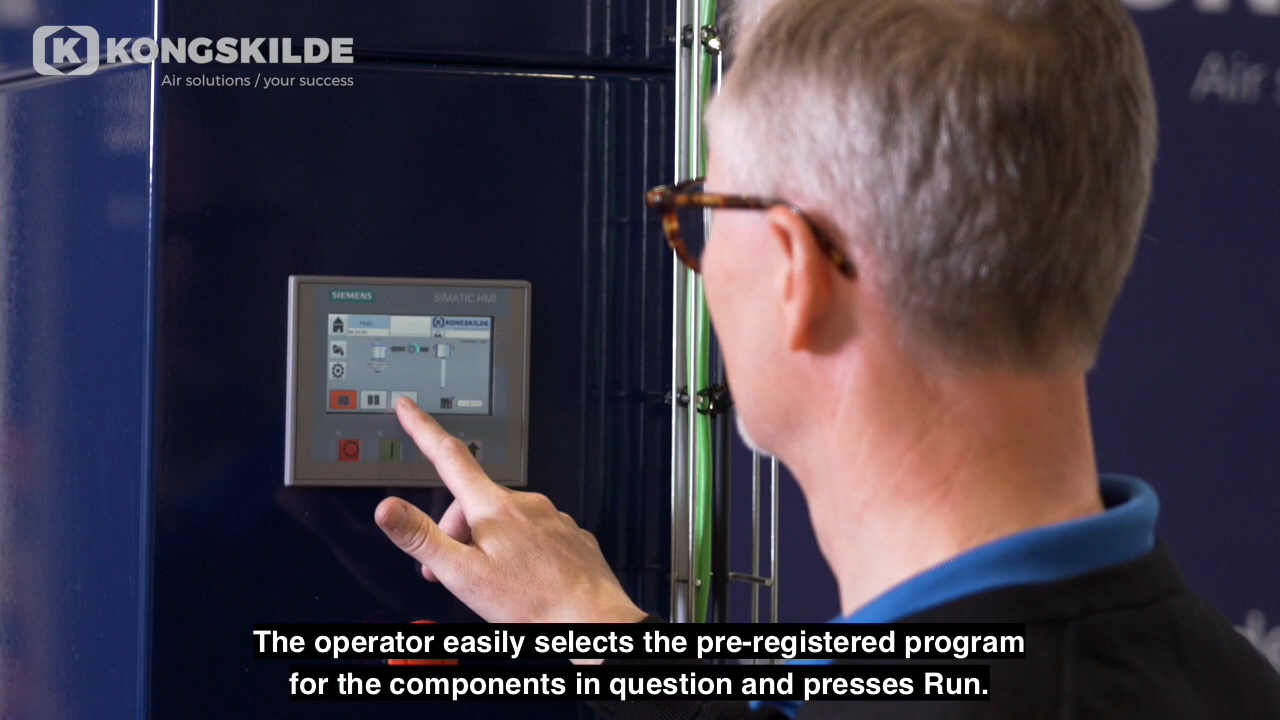 KONGSKILDE
Air solutions / your success
Air
SIEMENS
SIMATIC HMI
KONGSKILDE
The operator easily selects the pre-registered program
for the components in question and presses Run.